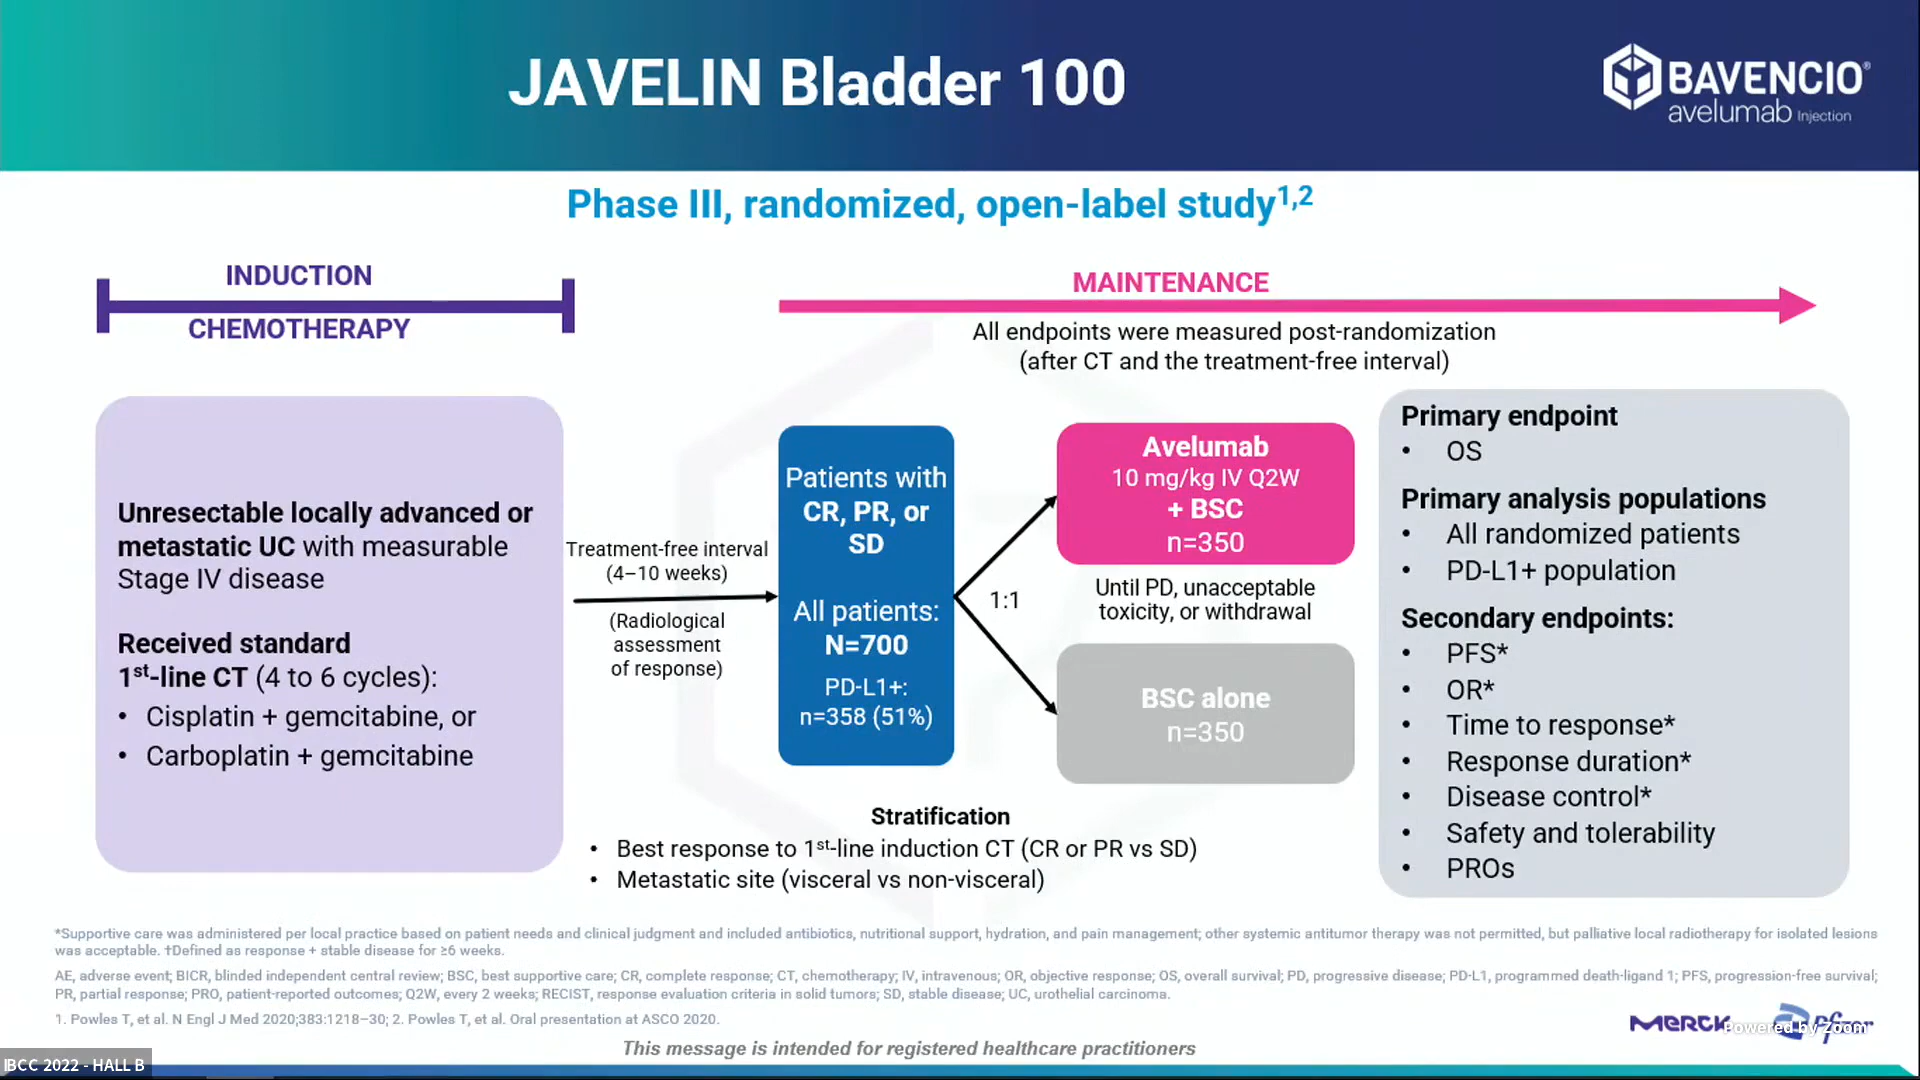 JAVELIN Bladder 100
BAVENCIO®
avelumab Injection
Phase III, randomized, open-label study1,2
INDUCTION
CHEMOTHERAPY
MAINTENANCE
All endpoints were measured post-randomization
(after CT and the treatment-free interval)
Unresectable locally advanced or
metastatic UC with measurable
Stage IV disease
Received standard
1st-line CT (4 to 6 cycles):
• Cisplatin + gemcitabine, or
• Carboplatin + gemcitabine
Treatment-free interval
(4–10 weeks)
(Radiological
assessment
of response)
Patients with
CR, PR, or
SD
All patients:
N=700
PD-L1+:
n=358 (51%)
1:1
Avelumab
10 mg/kg IV Q2W
+ BSC
n=350
Until PD, unacceptable
toxicity, or withdrawal
BSC alone
n=350
Stratification
• Best response to 1st-line induction CT (CR or PR vs SD)
• Metastatic site (visceral vs non-visceral)
Primary endpoint
• OS
Primary analysis populations
• All randomized patients
• PD-L1+ population
Secondary endpoints:
• PFS*
• OR*
• Time to response*
• Response duration*
• Disease control*
• Safety and tolerability
• PROs
*Supportive care was administered per local practice based on patient needs and clinical judgment and included antibiotics, nutritional support, hydration, and pain management; other systemic antitumor therapy was not permitted, but palliative local radiotherapy for isolated lesions
was acceptable. †Defined as response + stable disease for ≥6 weeks.
AE, adverse event; BICR, blinded independent central review; BSC, best supportive care; CR, complete response; CT, chemotherapy; IV, intravenous; OR, objective response; OS, overall survival; PD, progressive disease; PD-L1, programmed death-ligand 1; PFS, progression-free survival;
PR, partial response; PRO, patient-reported outcomes; Q2W, every 2 weeks; RECIST, response evaluation criteria in solid tumors; SD, stable disease; UC, urothelial carcinoma.
1. Powles T, et al. N Engl J Med 2020;383:1218–30; 2. Powles T, et al. Oral presentation at ASCO 2020.
MERCK
Pfizer
Powered by Zoom
This message is intended for registered healthcare practitioners
IBCC 2022 - HALL B